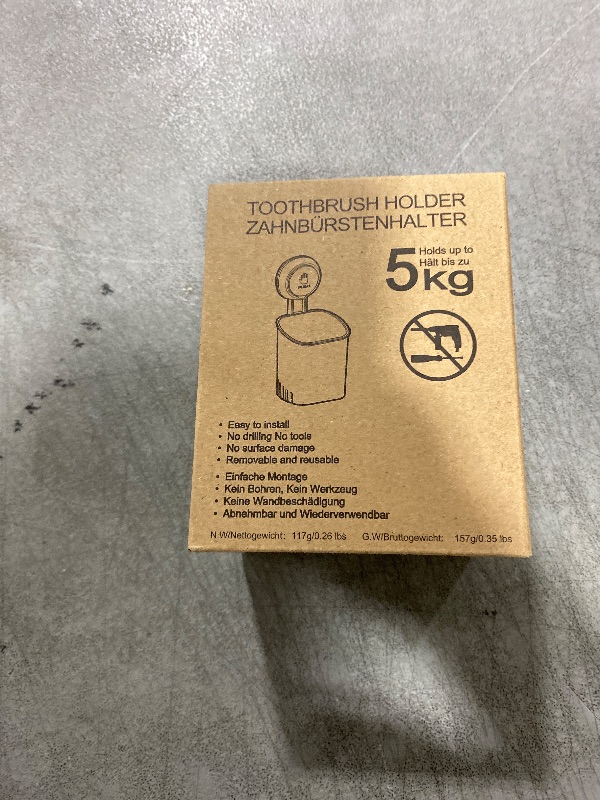 TOOTHBRUSH HOLDER
ZAHNBÜRSTENHALTER
Holds up to
Hält bis zu
5kg
• Easy to install
• No drilling No tools
• No surface damage
• Removable and reusable
• Einfache Montage
• Kein Bohren, Kein Werkzeug
• Keine Wandbeschädigung
• Abnehmbar und Wiederverwendbar
N.W/Nettogewicht: 117g/0.26 lbs G.W/Bruttogewicht: 157g/0.35 lbs